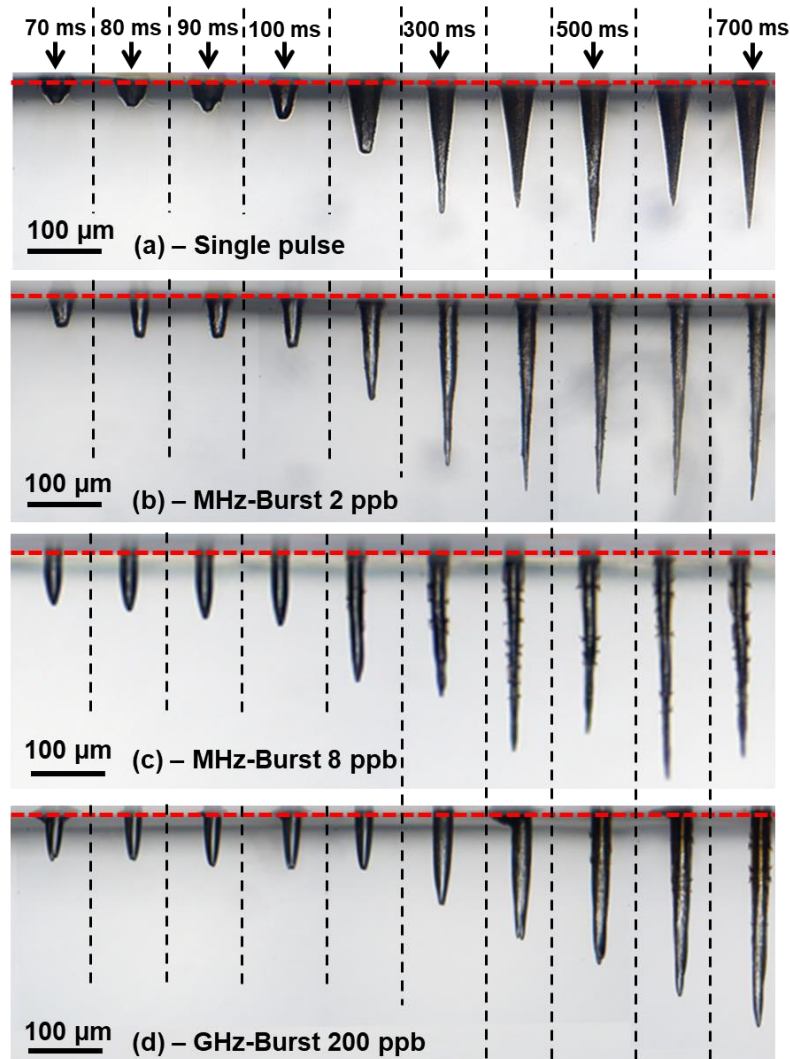 70 ms 80 ms 90 ms 100 ms 300 ms 500 ms 700 ms
100 µm
(a) – Single pulse
100 µm
(b) – MHz-Burst 2 ppb
100 µm
(c) – MHz-Burst 8 ppb
100 µm
(d) – GHz-Burst 200 ppb